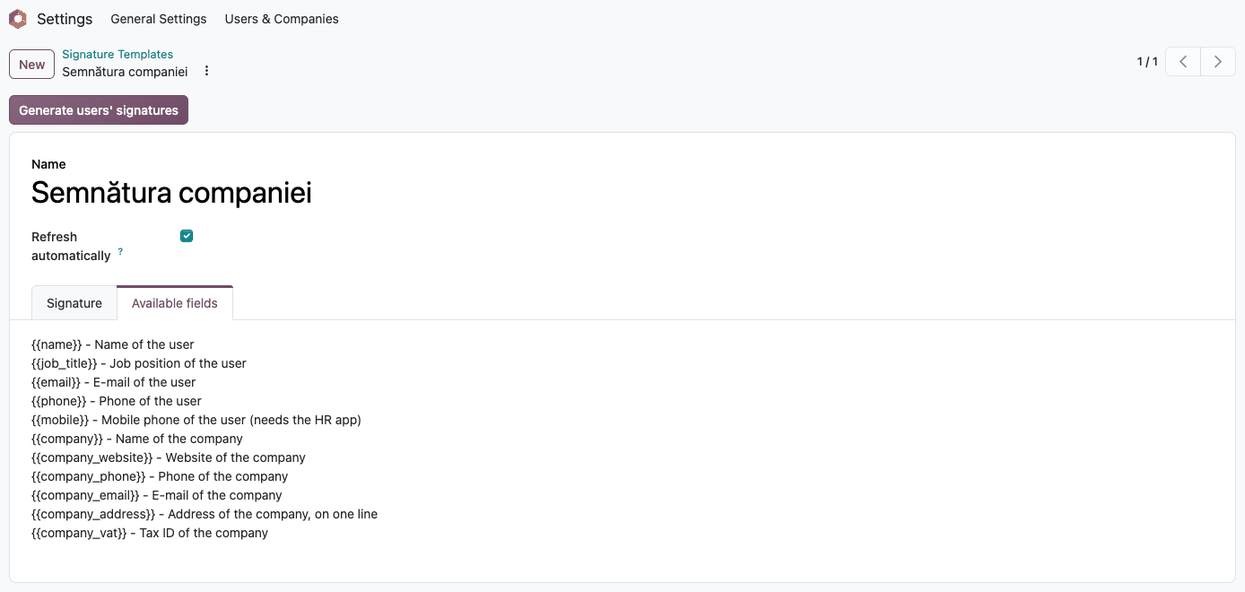 Settings General Settings Users & Companies
New
Signature Templates
Semnătura companiei
1 / 1
Generate users' signatures
Name
Semnătura companiei
Refresh
automatically ?
Signature Available fields
{{name}} - Name of the user
{{job_title}} - Job position of the user
{{email}} - E-mail of the user
{{phone}} - Phone of the user
{{mobile}} - Mobile phone of the user (needs the HR app)
{{company}} - Name of the company
{{company_website}} - Website of the company
{{company_phone}} - Phone of the company
{{company_email}} - E-mail of the company
{{company_address}} - Address of the company, on one line
{{company_vat}} - Tax ID of the company